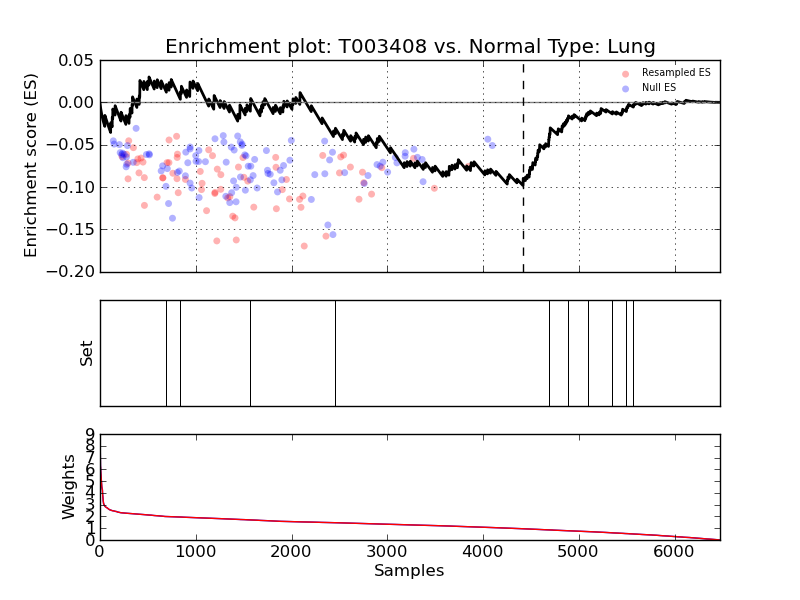 Enrichment plot: T003408 vs. Normal Type: Lung
Enrichment score (ES)
0.05
0.00
−0.05
−0.10
−0.15
−0.20
Resampled ES
Null ES
Set
Weights
9
8
7
6
5
4
3
2
1
0
0 1000 2000 3000 4000 5000 6000
Samples